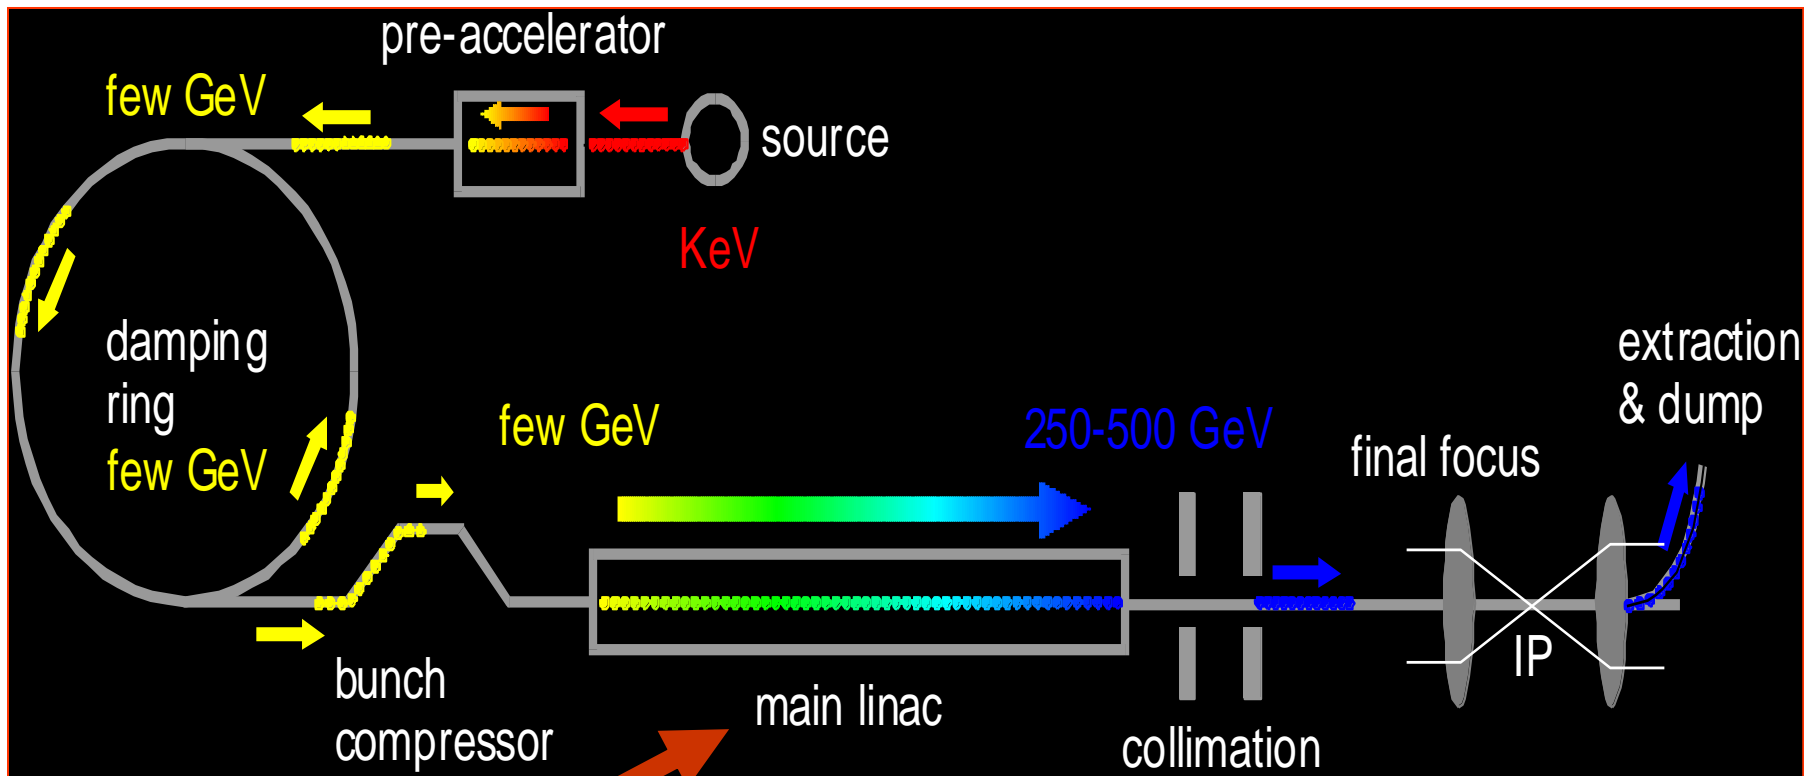 pre-accelerator
few GeV
source
KeV
damping
ring
few GeV
few GeV
250-500 GeV
extraction
& dump
final focus
IP
bunch
compressor
main linac
collimation